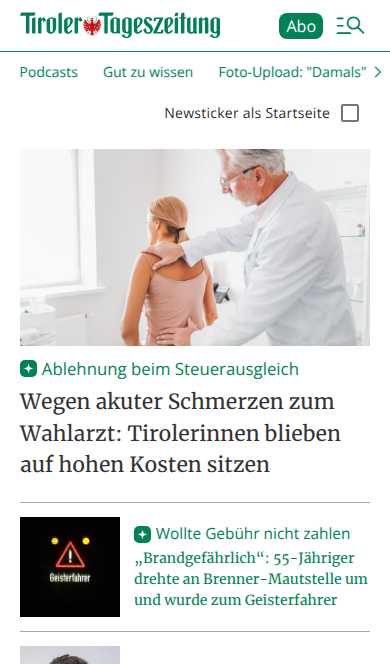 Tiroler Tageszeitung
Abo
Podcasts Gut zu wissen Foto-Upload: "Damals"
Newsticker als Startseite
Ablehnung beim Steuerausgleich
Wegen akuter Schmerzen zum
Wahlarzt: Tirolerinnen blieben
auf hohen Kosten sitzen
Geisterfahrer
Wollte Gebühr nicht zahlen
„Brandgefährlich“: 55-Jähriger
drehte an Brenner-Mautstelle um
und wurde zum Geisterfahrer